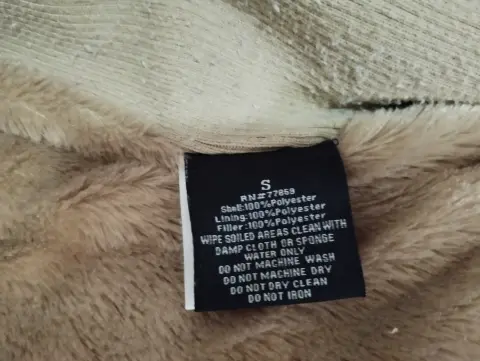 S
RN#77869
Shell:100%Polyester
Lining:100%Polyester
Filler:100%Polyester
WIPE SOILED AREAS CLEAN WITH
DAMP CLOTH OR SPONGE
WATER ONLY
DO NOT MACHINE WASH
DO NOT MACHINE DRY
DO NOT DRY CLEAN
DO NOT IRON